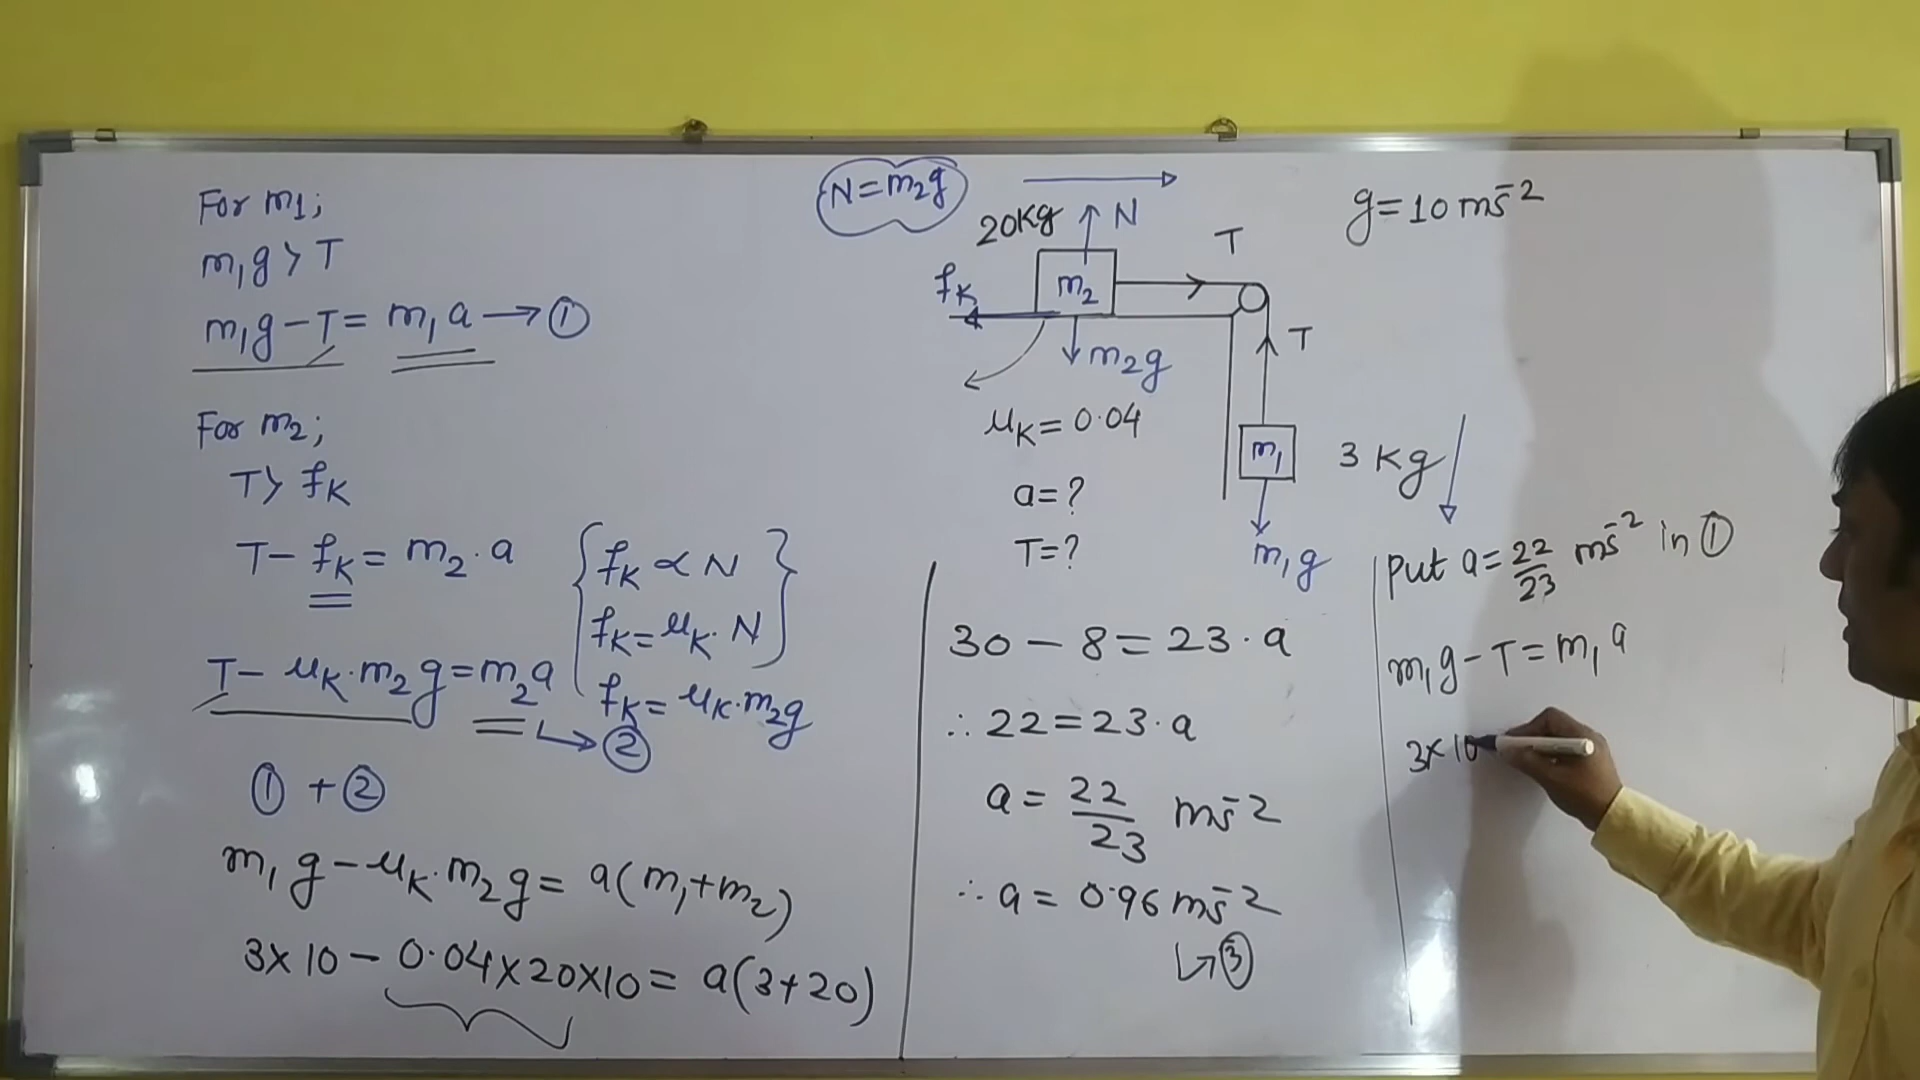 For m1;
m1g > T
m1g - T = m1a → ①
For m2;
T > fK
T - fK = m2 . a
T - μK . m2g = m2a
② 
{ fK ∝ N
fK = μK . N }
fK = μK . m2g
① + ②
m1g - μK . m2g = a(m1+m2)
3 x 10 - 0.04 x 20 x 10 = a(3+20)
N = m2g
20Kg
N
T
fK
m2
m2g
T
m1
3 Kg
m1g
g = 10 ms^-2
μK = 0.04
a = ?
T = ?
30 - 8 = 23 . a
∴ 22 = 23 . a
a = 22/23 ms^-2
∴ a = 0.96 ms^-2
③
Put a = 22/23 ms^-2 in ①
m1g - T = m1a
3x10